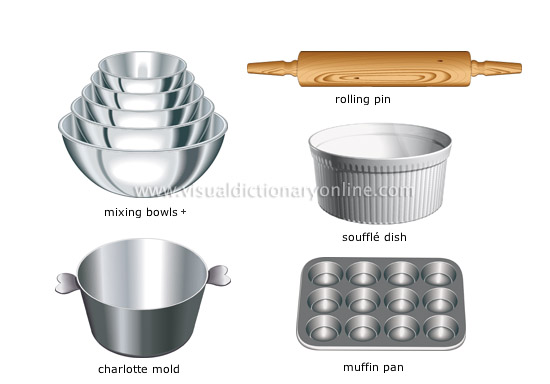 rolling pin
www.visualdictionaryonline.com
mixing bowls +
soufflé dish
charlotte mold
muffin pan